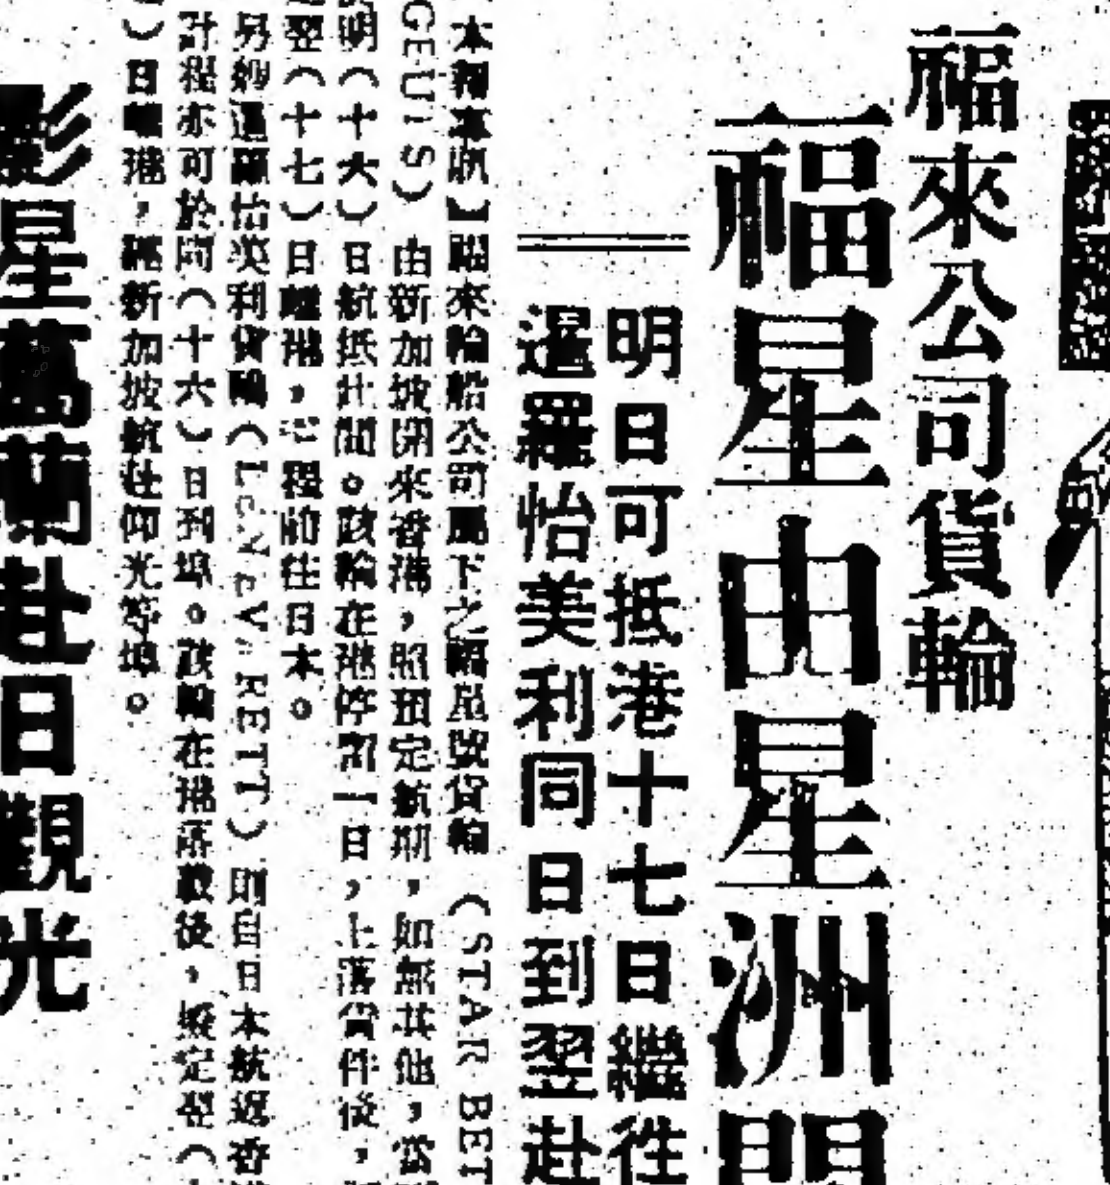 福來公司貨輪
福星由星洲開
明日可抵港十七日繼往
暹羅怡美利同日到翌赴
本報專訊】福來輪船公司屬下之福星號貨輪（STAR BET
GEUIS）由新加坡開來香港，照預定航期，如無其他，當
明（十六）日航抵此間。該輪在港停留一日，上落貨件後，
翌（十七）日離港，啓程前往日本。
另渣暹羅怡美利貨輪（LeVeVERETT）則自日本航返香
計程亦可於同（十六）日到埠。該輪在港落載後，擬定翌（
）日離港，經新加坡航赴仰光等埠。
影星萬蘭赴日觀光